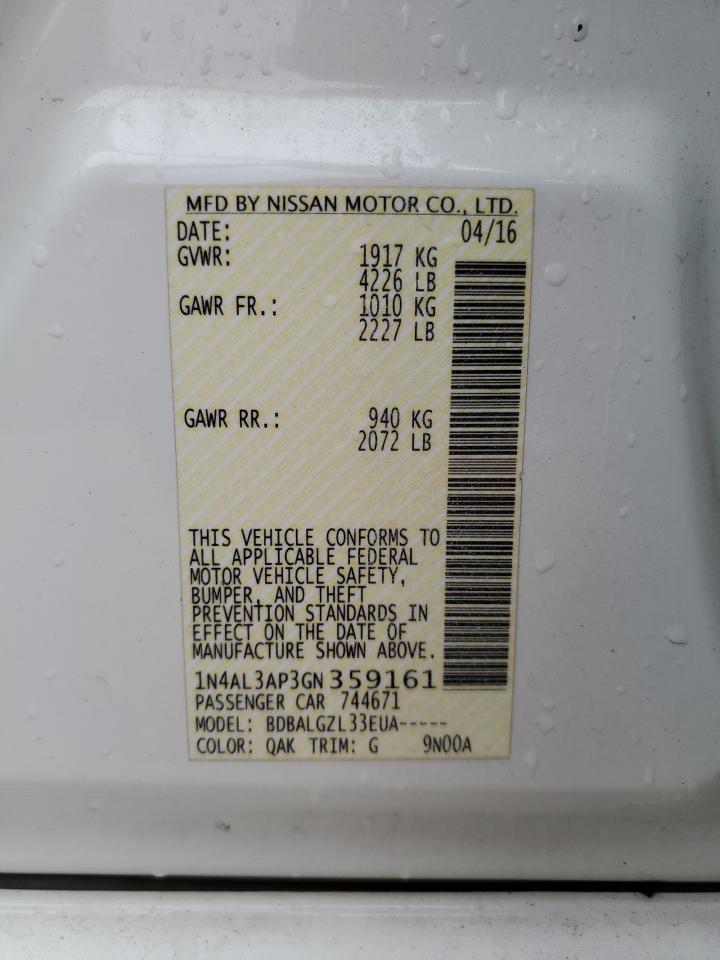 MFD BY NISSAN MOTOR CO., LTD.
DATE: 04/16
GVWR: 1917 KG
4226 LB
GAWR FR.: 1010 KG
2227 LB
GAWR RR.: 940 KG
2072 LB
THIS VEHICLE CONFORMS TO
ALL APPLICABLE FEDERAL
MOTOR VEHICLE SAFETY,
BUMPER, AND THEFT
PREVENTION STANDARDS IN
EFFECT ON THE DATE OF
MANUFACTURE SHOWN ABOVE.
1N4AL3AP3GN359161
PASSENGER CAR 744671
MODEL: BDBALGZL33EUA-----
COLOR: QAK TRIM: G 9N00A